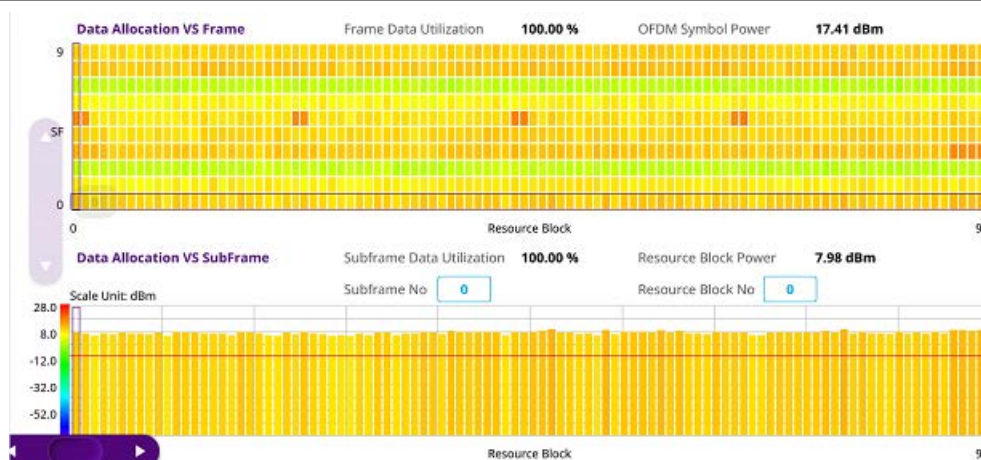 Data Allocation VS Frame Frame Data Utilization 100.00 % OFDM Symbol Power 17.41 dBm
9
SF
0
0 Resource Block 9
Data Allocation VS SubFrame Subframe Data Utilization 100.00 % Resource Block Power 7.98 dBm
Subframe No 0 Resource Block No 0
Scale Unit: dBm
28.0
8.0
-12.0
-32.0
-52.0
Resource Block 9